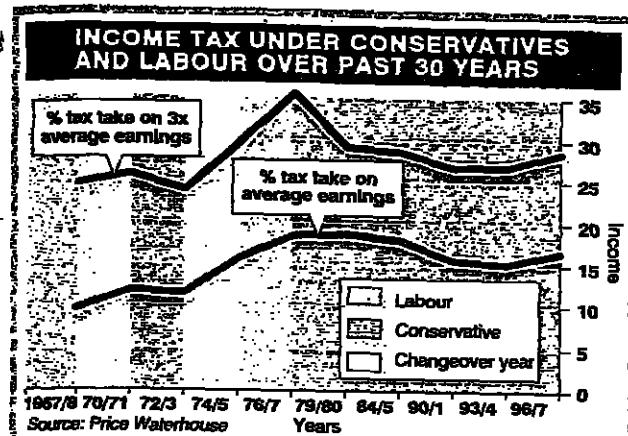 INCOME TAX UNDER CONSERVATIVES
AND LABOUR OVER PAST 30 YEARS
% tax take on 3x
average earnings
% tax take on
average earnings
35
30
25
20
15
10
5
0
Income
Labour
Conservative
Changeover year
1967/8 70/71 72/3 74/5 76/7 79/80 84/5 90/1 93/4 96/7
Source: Price Waterhouse
Years